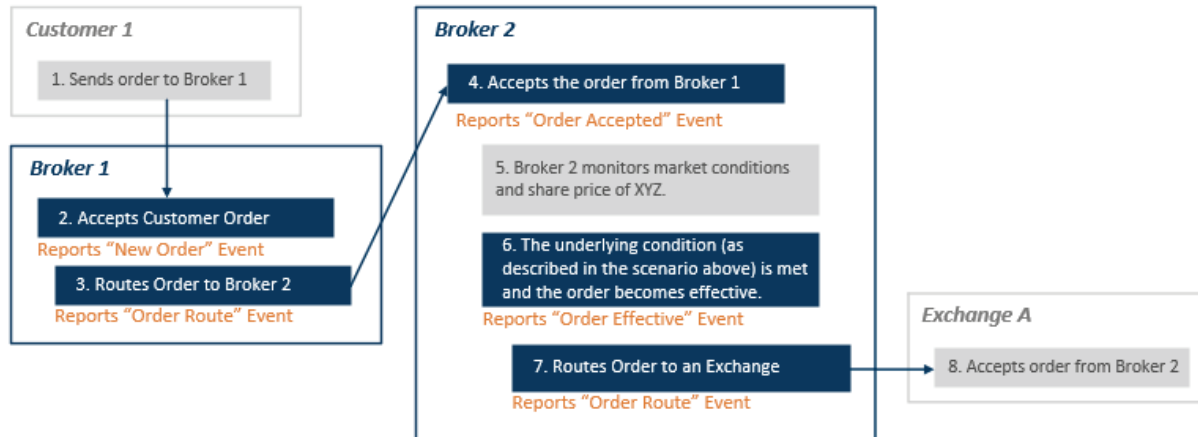 Customer 1
1. Sends order to Broker 1
Broker 1
2. Accepts Customer Order
Reports “New Order” Event
3. Routes Order to Broker 2
Reports “Order Route” Event
Broker 2
4. Accepts the order from Broker 1
Reports “Order Accepted” Event
5. Broker 2 monitors market conditions
and share price of XYZ.
6. The underlying condition (as
described in the scenario above) is met
and the order becomes effective.
Reports “Order Effective” Event
7. Routes Order to an Exchange
Reports “Order Route” Event
Exchange A
8. Accepts order from Broker 2